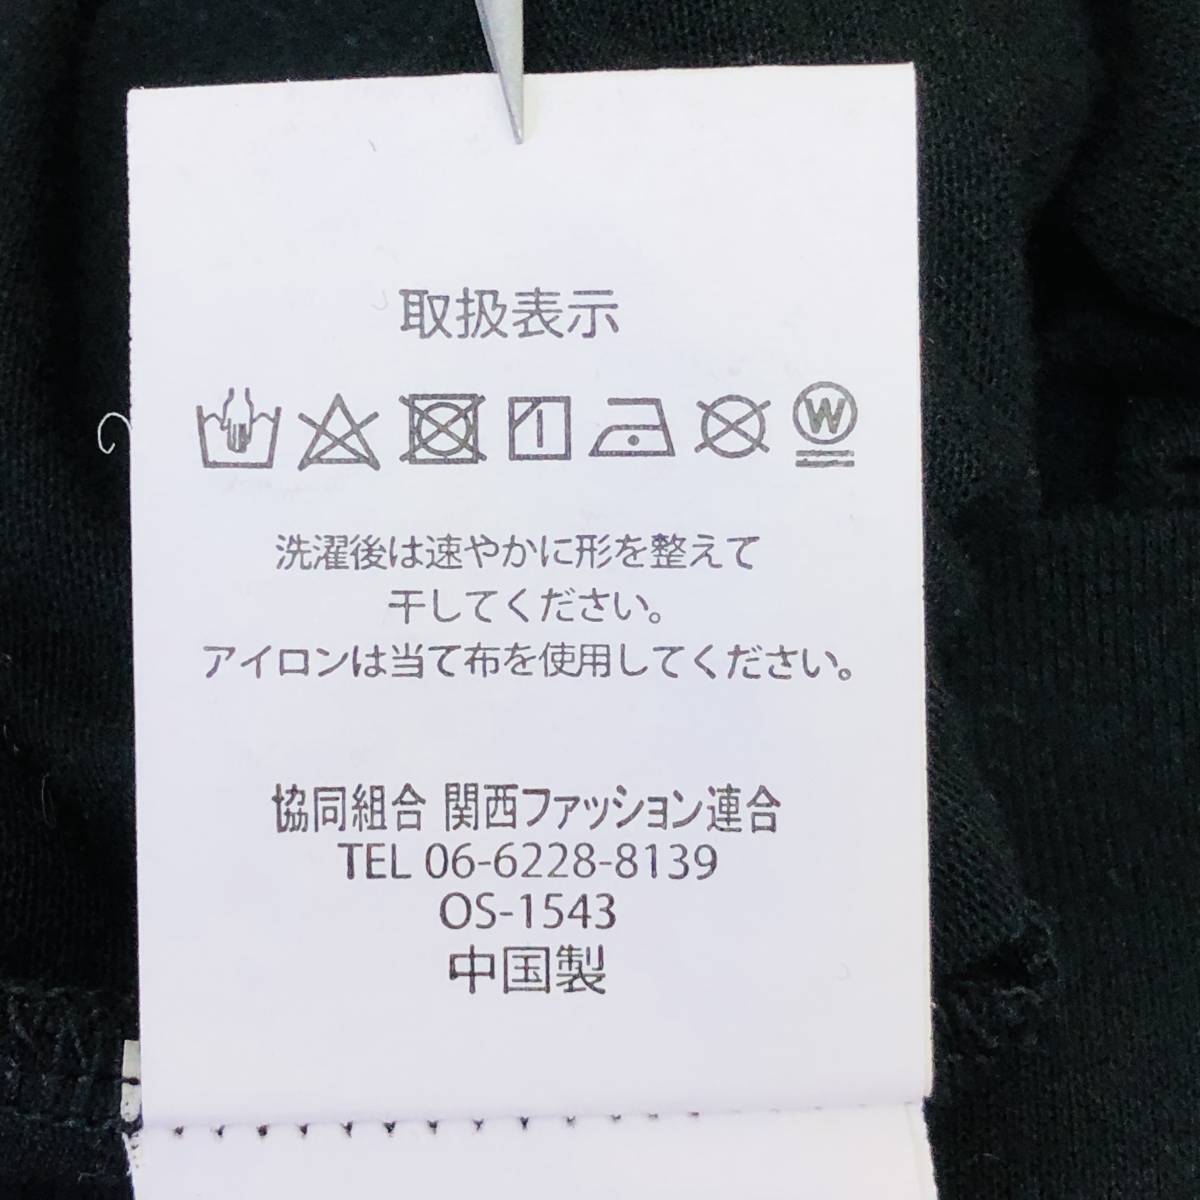 取扱表示
W
洗濯後は速やかに形を整えて
干してください。
アイロンは当て布を使用してください。
協同組合 関西ファッション連合
TEL 06-6228-8139
OS-1543
中国製